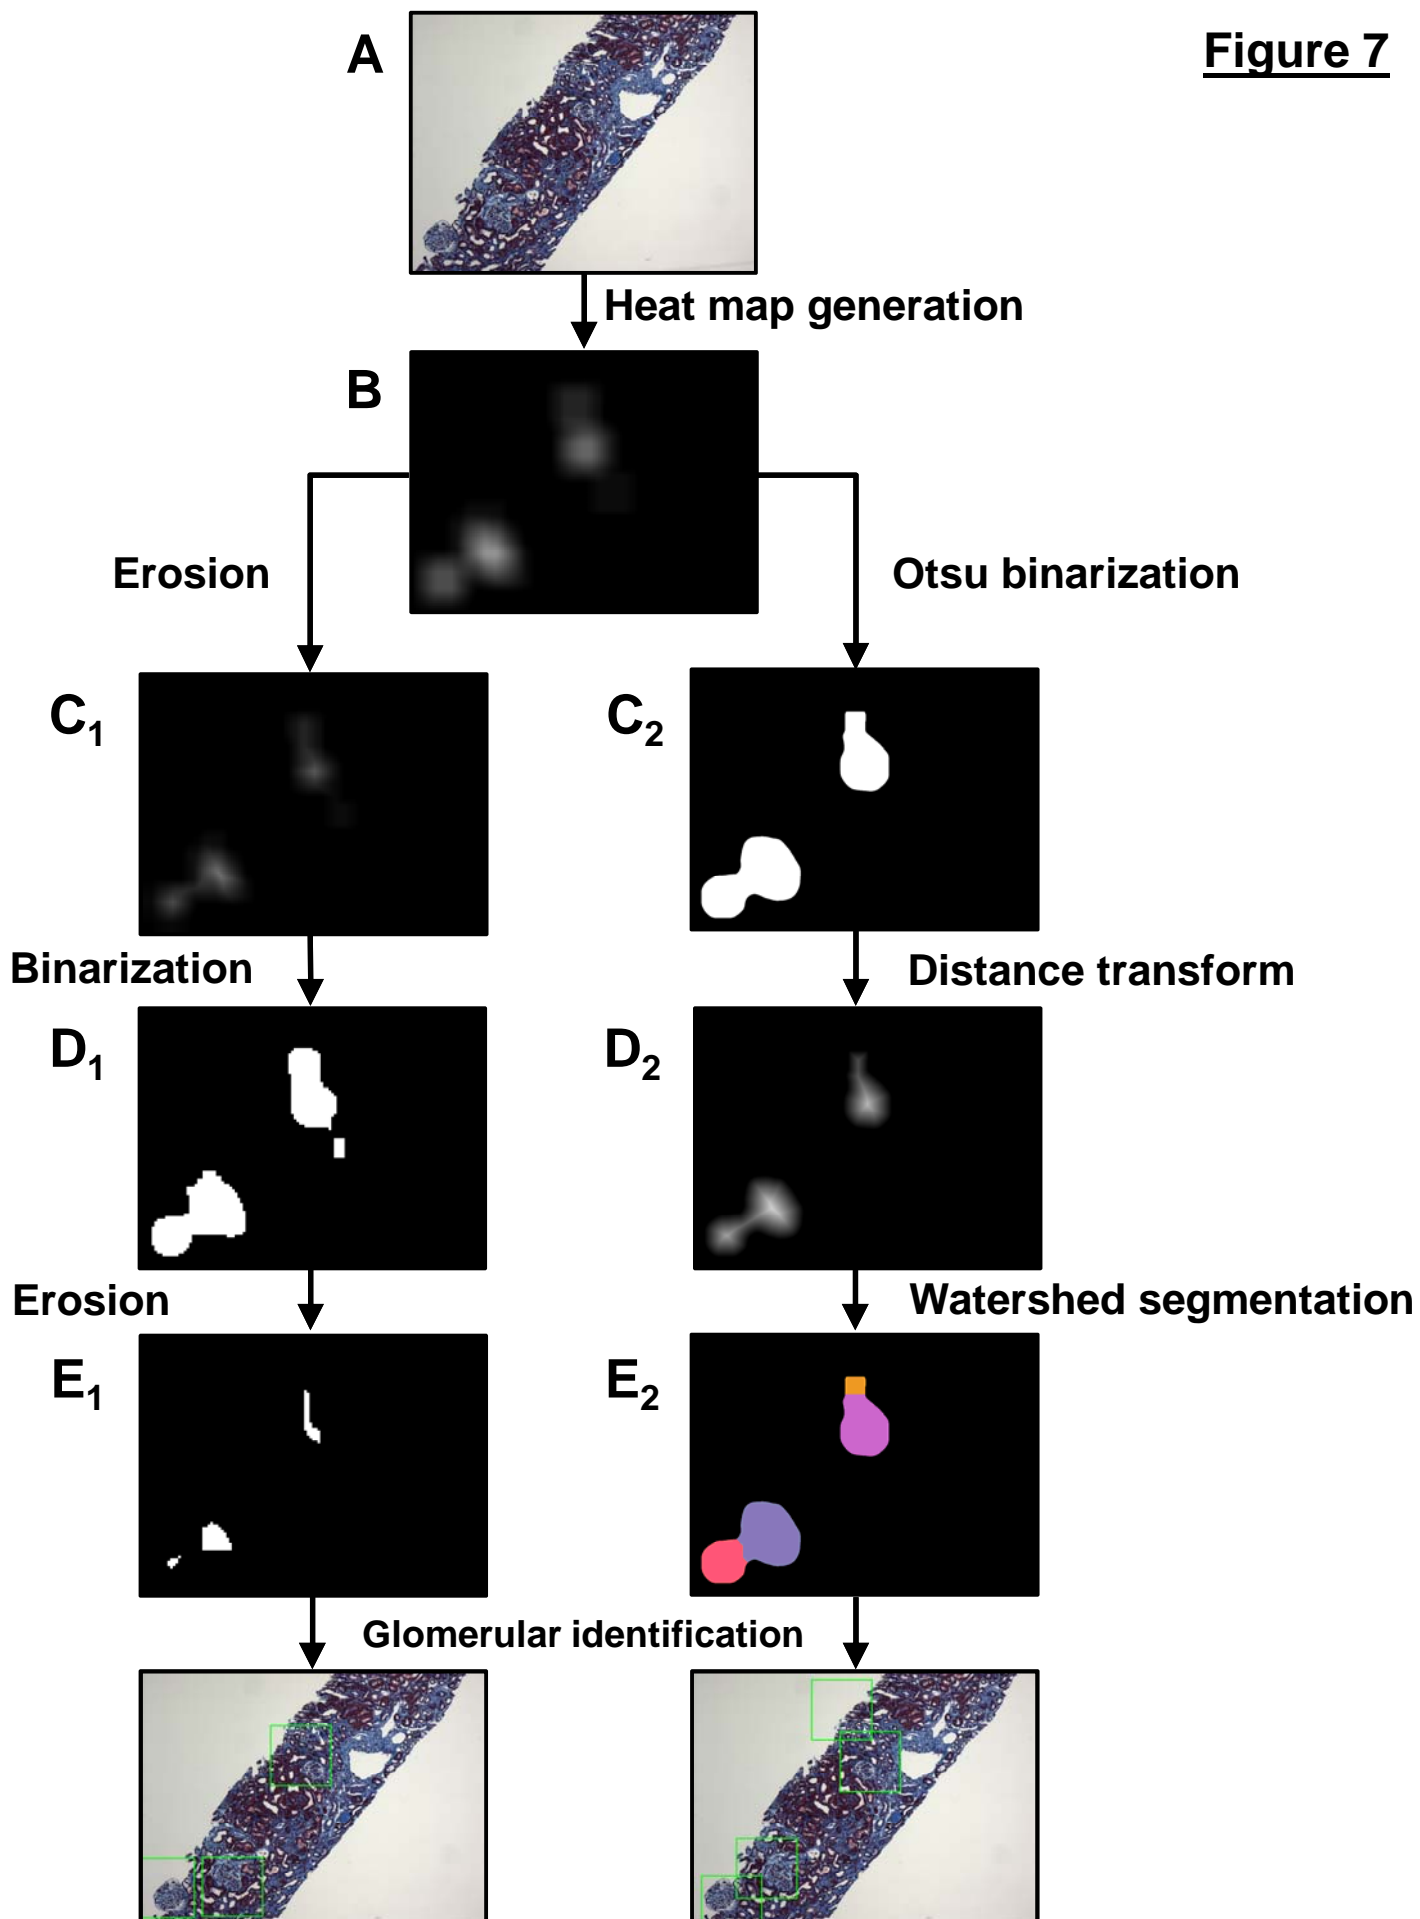 Figure 7
A
Heat map generation
B
Erosion
Otsu binarization
C1
C2
Binarization
Distance transform
D1
D2
Erosion
Watershed segmentation
E1
E2
Glomerular identification